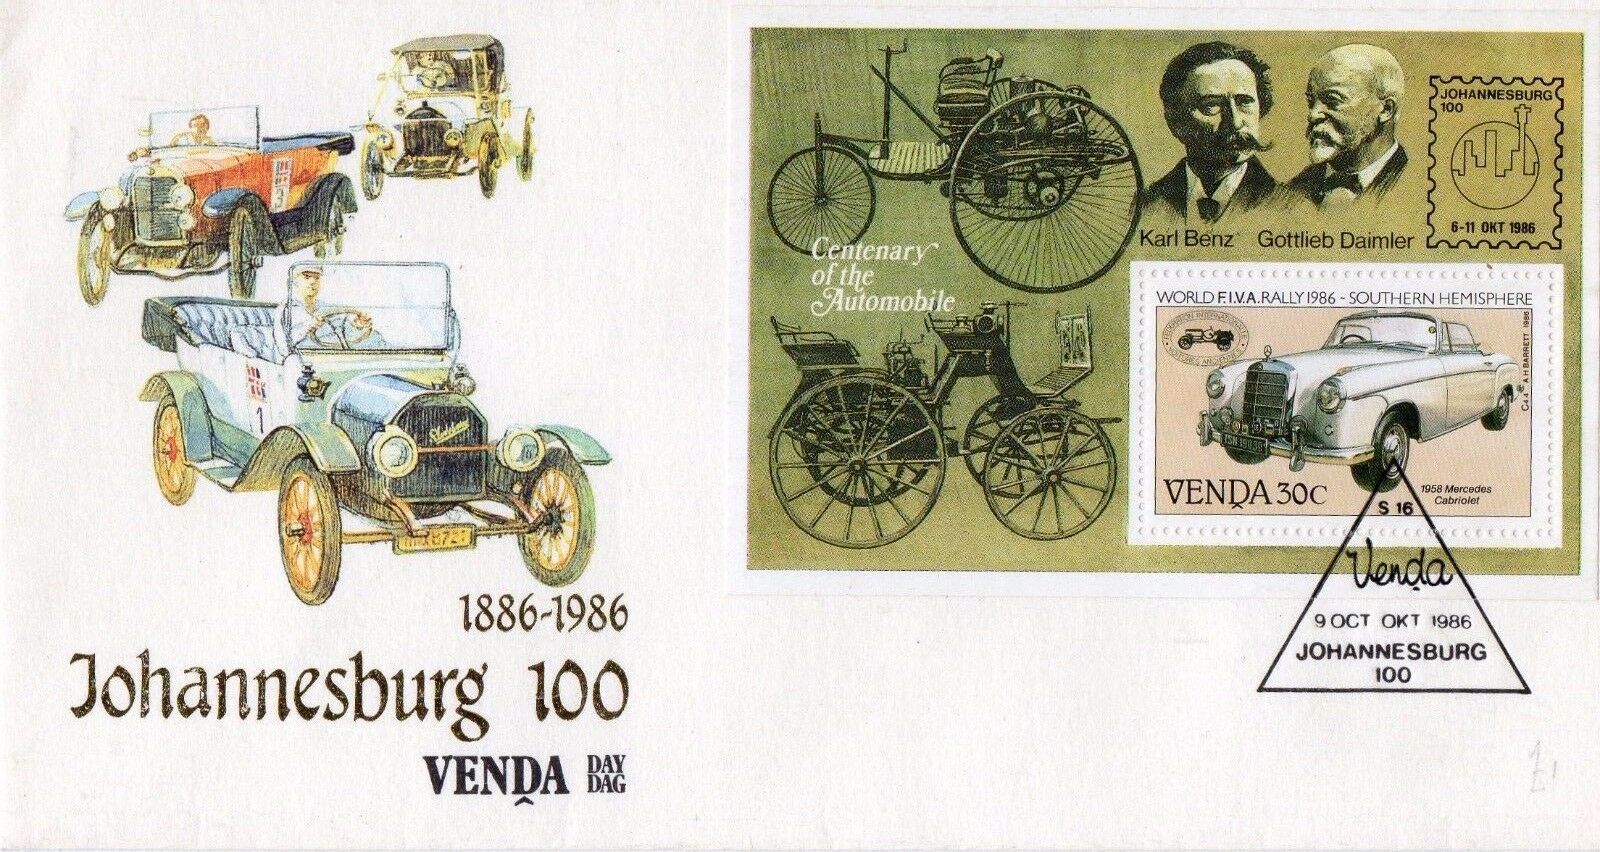 3
1
1886-1986
Johannesburg 100
VENDA DAY
DAG
Centenary
of the
Automobile
Karl Benz
Gottlieb Daimler
JOHANNESBURG
100
6-11 OKT 1986
WORLD F.I.V.A. RALLY 1986 - SOUTHERN HEMISPHERE
C44 A H BARRETT 1986
1958 Mercedes
Cabriolet
VENDA 30C
S 16
Venda
9 OCT OKT 1986
JOHANNESBURG
100